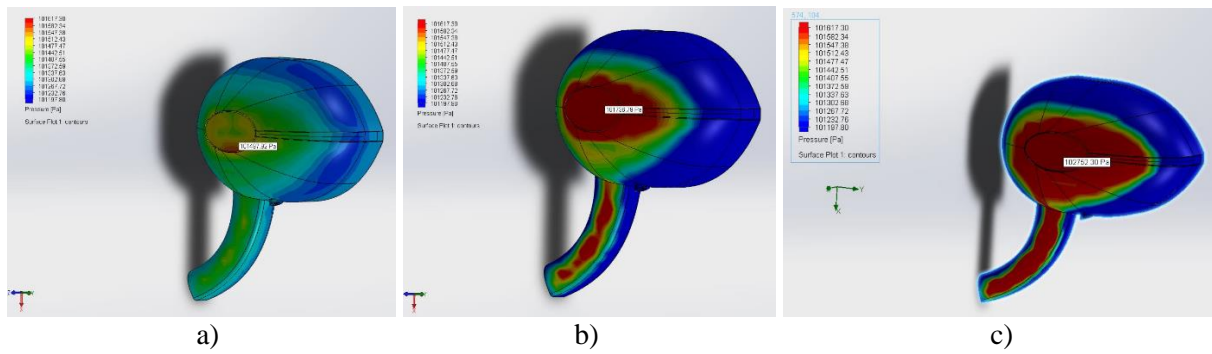 101617.30
101582.34
101547.38
101512.43
101477.47
101442.51
101407.55
101372.59
101337.63
101302.68
101267.72
101232.76
101197.80
Pressure [Pa]
Surface Plot 1: contours
Pa
a)
101617.30
101582.34
101547.38
101512.43
101477.47
101442.51
101407.55
101372.59
101337.63
101302.68
101267.72
101232.76
101197.80
Pressure [Pa]
Surface Plot 1: contours
Pa
b)
101617.30
101582.34
101547.38
101512.43
101477.47
101442.51
101407.55
101372.59
101337.63
101302.68
101267.72
101232.76
101197.80
Pressure [Pa]
Surface Plot 1: contours
102752.30 Pa
Y
X
c)